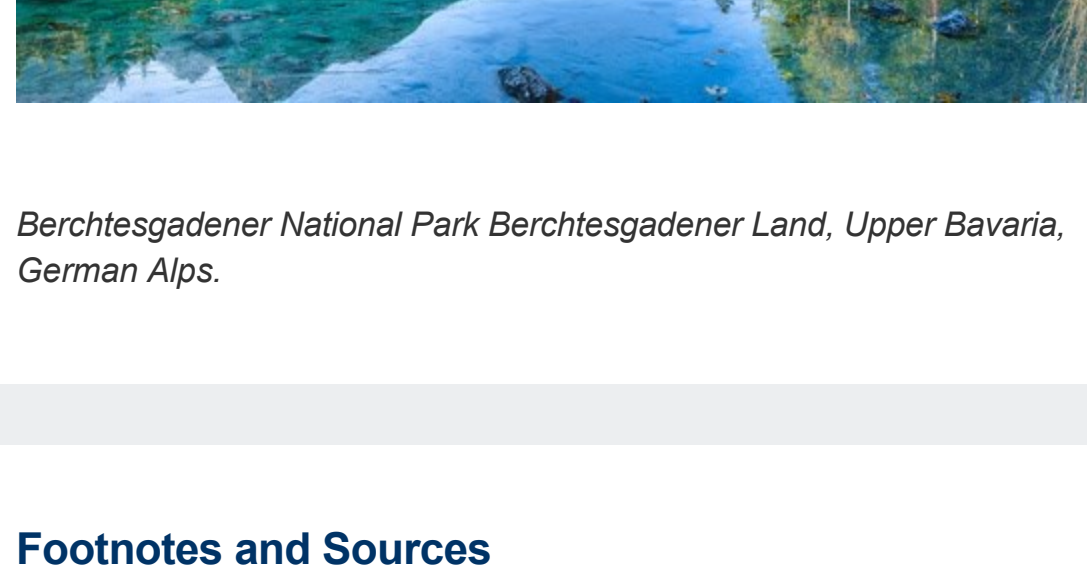 Berchtesgadener National Park Berchtesgadener Land, Upper Bavaria,
German Alps.
Footnotes and Sources